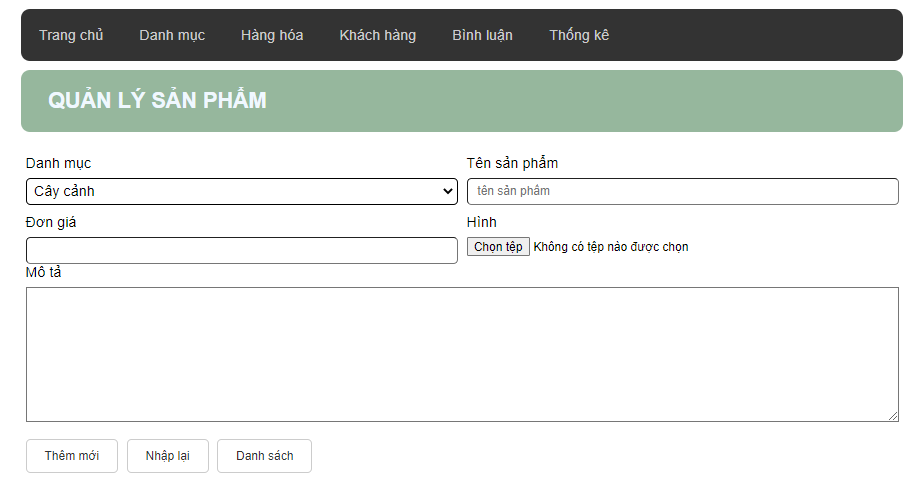 Trang chủ Danh mục Hàng hóa Khách hàng Bình luận Thống kê
QUẢN LÝ SẢN PHẨM
Danh mục Tên sản phẩm
Cây cảnh tên sản phẩm
Đơn giá Hình
Chọn tệp Không có tệp nào được chọn
Mô tả
Thêm mới Nhập lại Danh sách